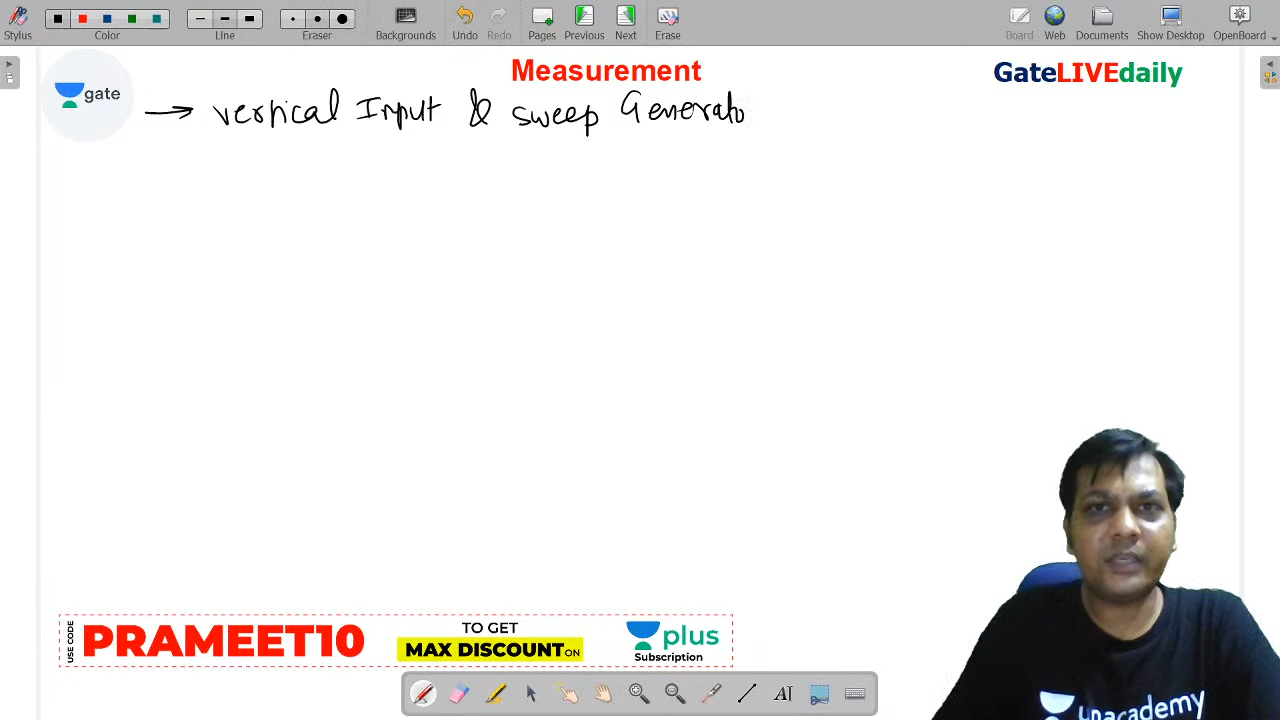 Stylus
Color
Line
Eraser
Backgrounds
Undo
Redo
Pages
Previous
Next
Erase
Board
Web
Documents
Show Desktop
OpenBoard
gate
Measurement
GateLIVEdaily
→ vertical Input & sweep Generato
USE CODE
PRAMEET10
TO GET
MAX DISCOUNT ON
plus
Subscription
AI
unacademy